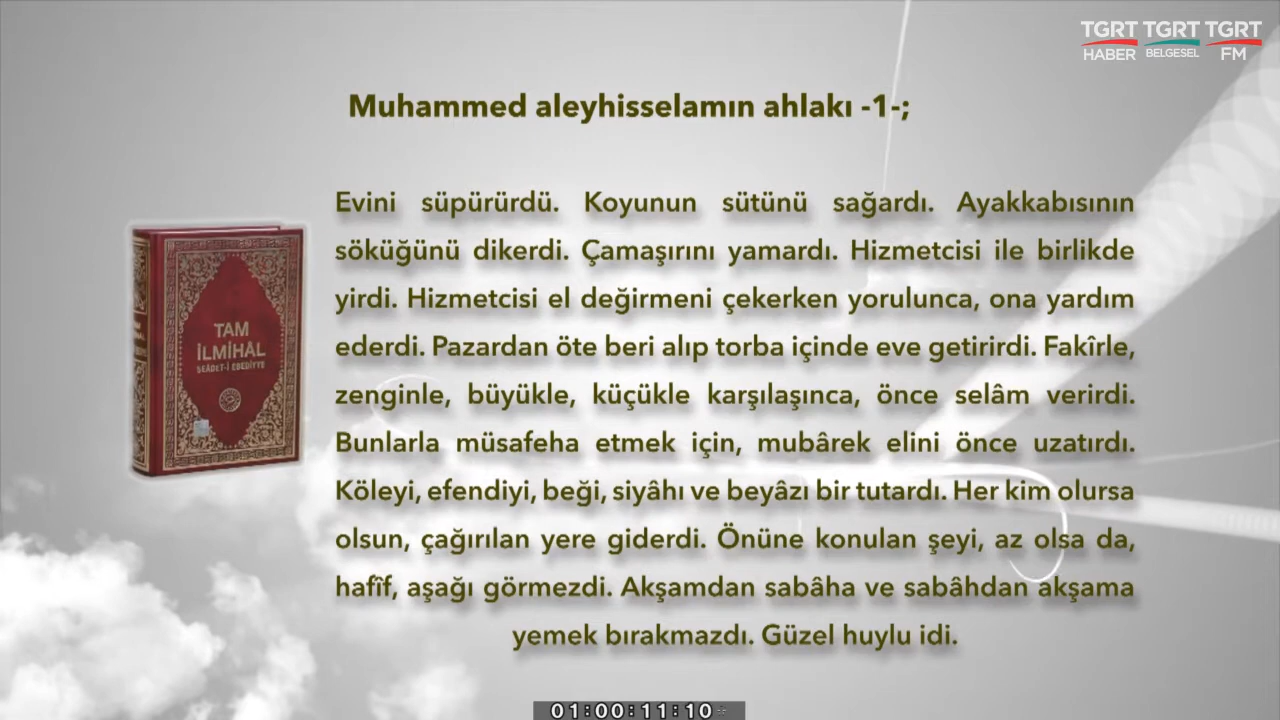 TGRT TGRT TGRT
HABER BELGESEL FM
Muhammed aleyhisselamın ahlakı -1-;
Evini süpürürdü. Koyunun sütünü sağardı. Ayakkabısının
söküğünü dikerdi. Çamaşırını yamardı. Hizmetcisi ile birlikde
yirdi. Hizmetcisi el değirmeni çekerken yorulunca, ona yardım
ederdi. Pazardan öte beri alıp torba içinde eve getirirdi. Fakîrle,
zenginle, büyükle, küçükle karşılaşınca, önce selâm verirdi.
Bunlarla müsafeha etmek için, mubârek elini önce uzatırdı.
Köleyi, efendiyi, beği, siyâhı ve beyâzı bir tutardı. Her kim olursa
olsun, çağırılan yere giderdi. Önüne konulan şeyi, az olsa da,
hafîf, aşağı görmezdi. Akşamdan sabâha ve sabâhdan akşama
yemek bırakmazdı. Güzel huylu idi.
TAM
İLMİHÂL
SEÂDET-İ EBEDİYYE
01:00:11:10